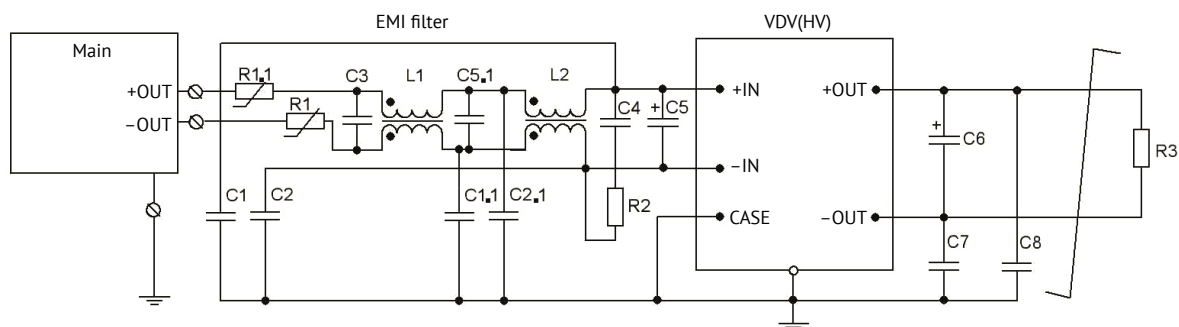 EMI filter
VDV(HV)
Main
R1.1
C3
L1
C5.1
L2
+OUT
R1
C4
+
C5
+IN
+OUT
−OUT
+
C6
R3
−IN
C1
C2
C1.1
C2.1
R2
CASE
−OUT
C7
C8